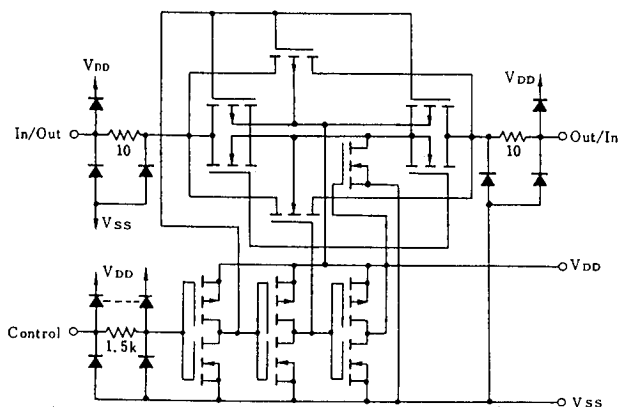 VDD
VDD
In/Out
10
10
Out/In
VSS
VDD
VDD
Control
1.5k
VSS